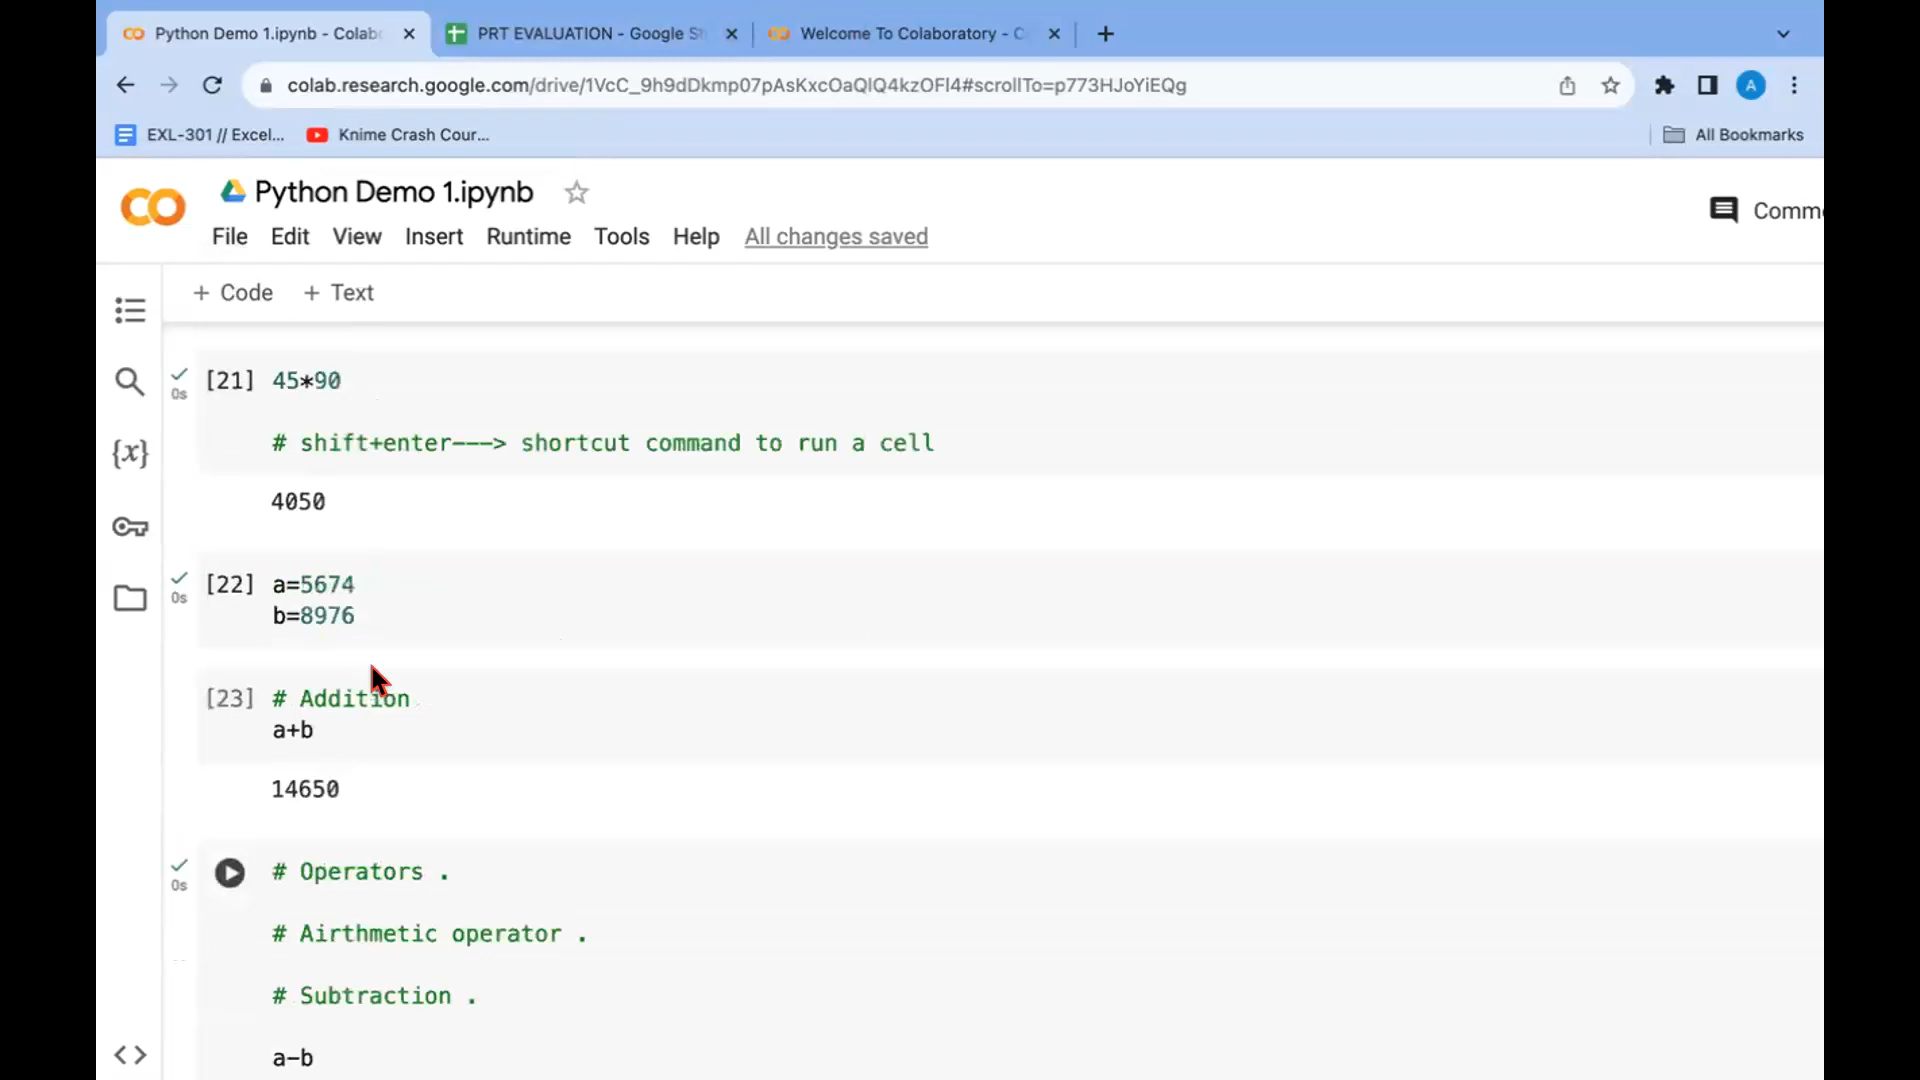 Python Demo 1.ipynb - Colab
PRT EVALUATION - Google S
Welcome To Colaboratory - C
colab.research.google.com/drive/1VcC_9h9dDkmp07pAsKxcOaQlQ4kzOFl4#scrollTo=p773HJoYiEQg
A
EXL-301 // Excel...
Knime Crash Cour...
All Bookmarks
CO
Python Demo 1.ipynb
Comm
File Edit View Insert Runtime Tools Help All changes saved
+ Code + Text
[21] 45*90
0s
# shift+enter---> shortcut command to run a cell
4050
{x}
[22] a=5674
0s
b=8976
[23] # Addition
a+b
14650
# Operators .
0s
# Airthmetic operator .
# Subtraction .
a-b